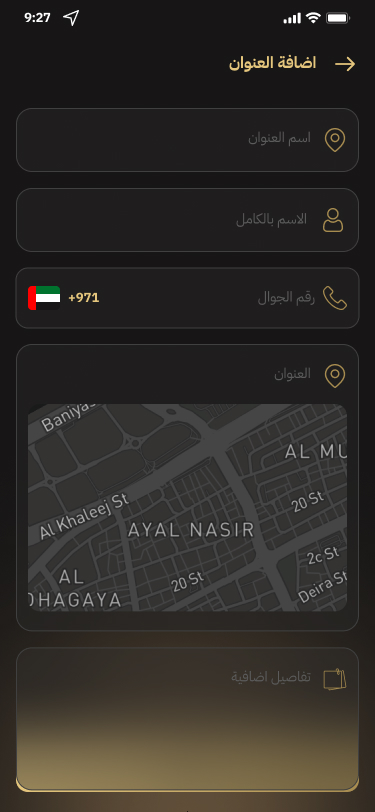 9:27
اضافة العنوان
اسم العنوان
الاسم بالكامل
رقم الجوال
+971
العنوان
Baniyas
AL MU
Al Khaleej St
20 St
AYAL NASIR
2c St
AL
DHAGAYA
20 St
Deira St
تفاصيل اضافية